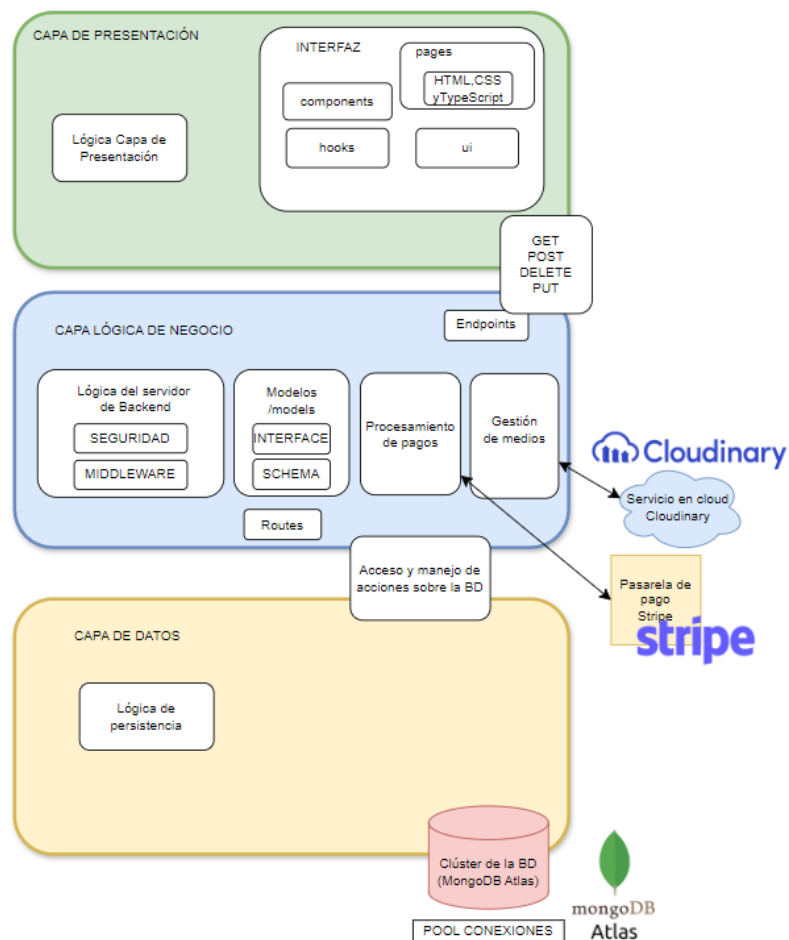 CAPA DE PRESENTACIÓN
INTERFAZ
pages
HTML,CSS
yTypeScript
components
hooks
ui
Lógica Capa de
Presentación
GET
POST
DELETE
PUT
CAPA LÓGICA DE NEGOCIO
Endpoints
Lógica del servidor
de Backend
SEGURIDAD
MIDDLEWARE
Modelos
/models
INTERFACE
SCHEMA
Procesamiento
de pagos
Gestión
de medios
Routes
Cloudinary
Servicio en cloud
Cloudinary
Pasarela de
pago
Stripe
stripe
Acceso y manejo de
acciones sobre la BD
CAPA DE DATOS
Lógica de
persistencia
Clúster de la BD
(MongoDB Atlas)
POOL CONEXIONES
mongoDB
Atlas